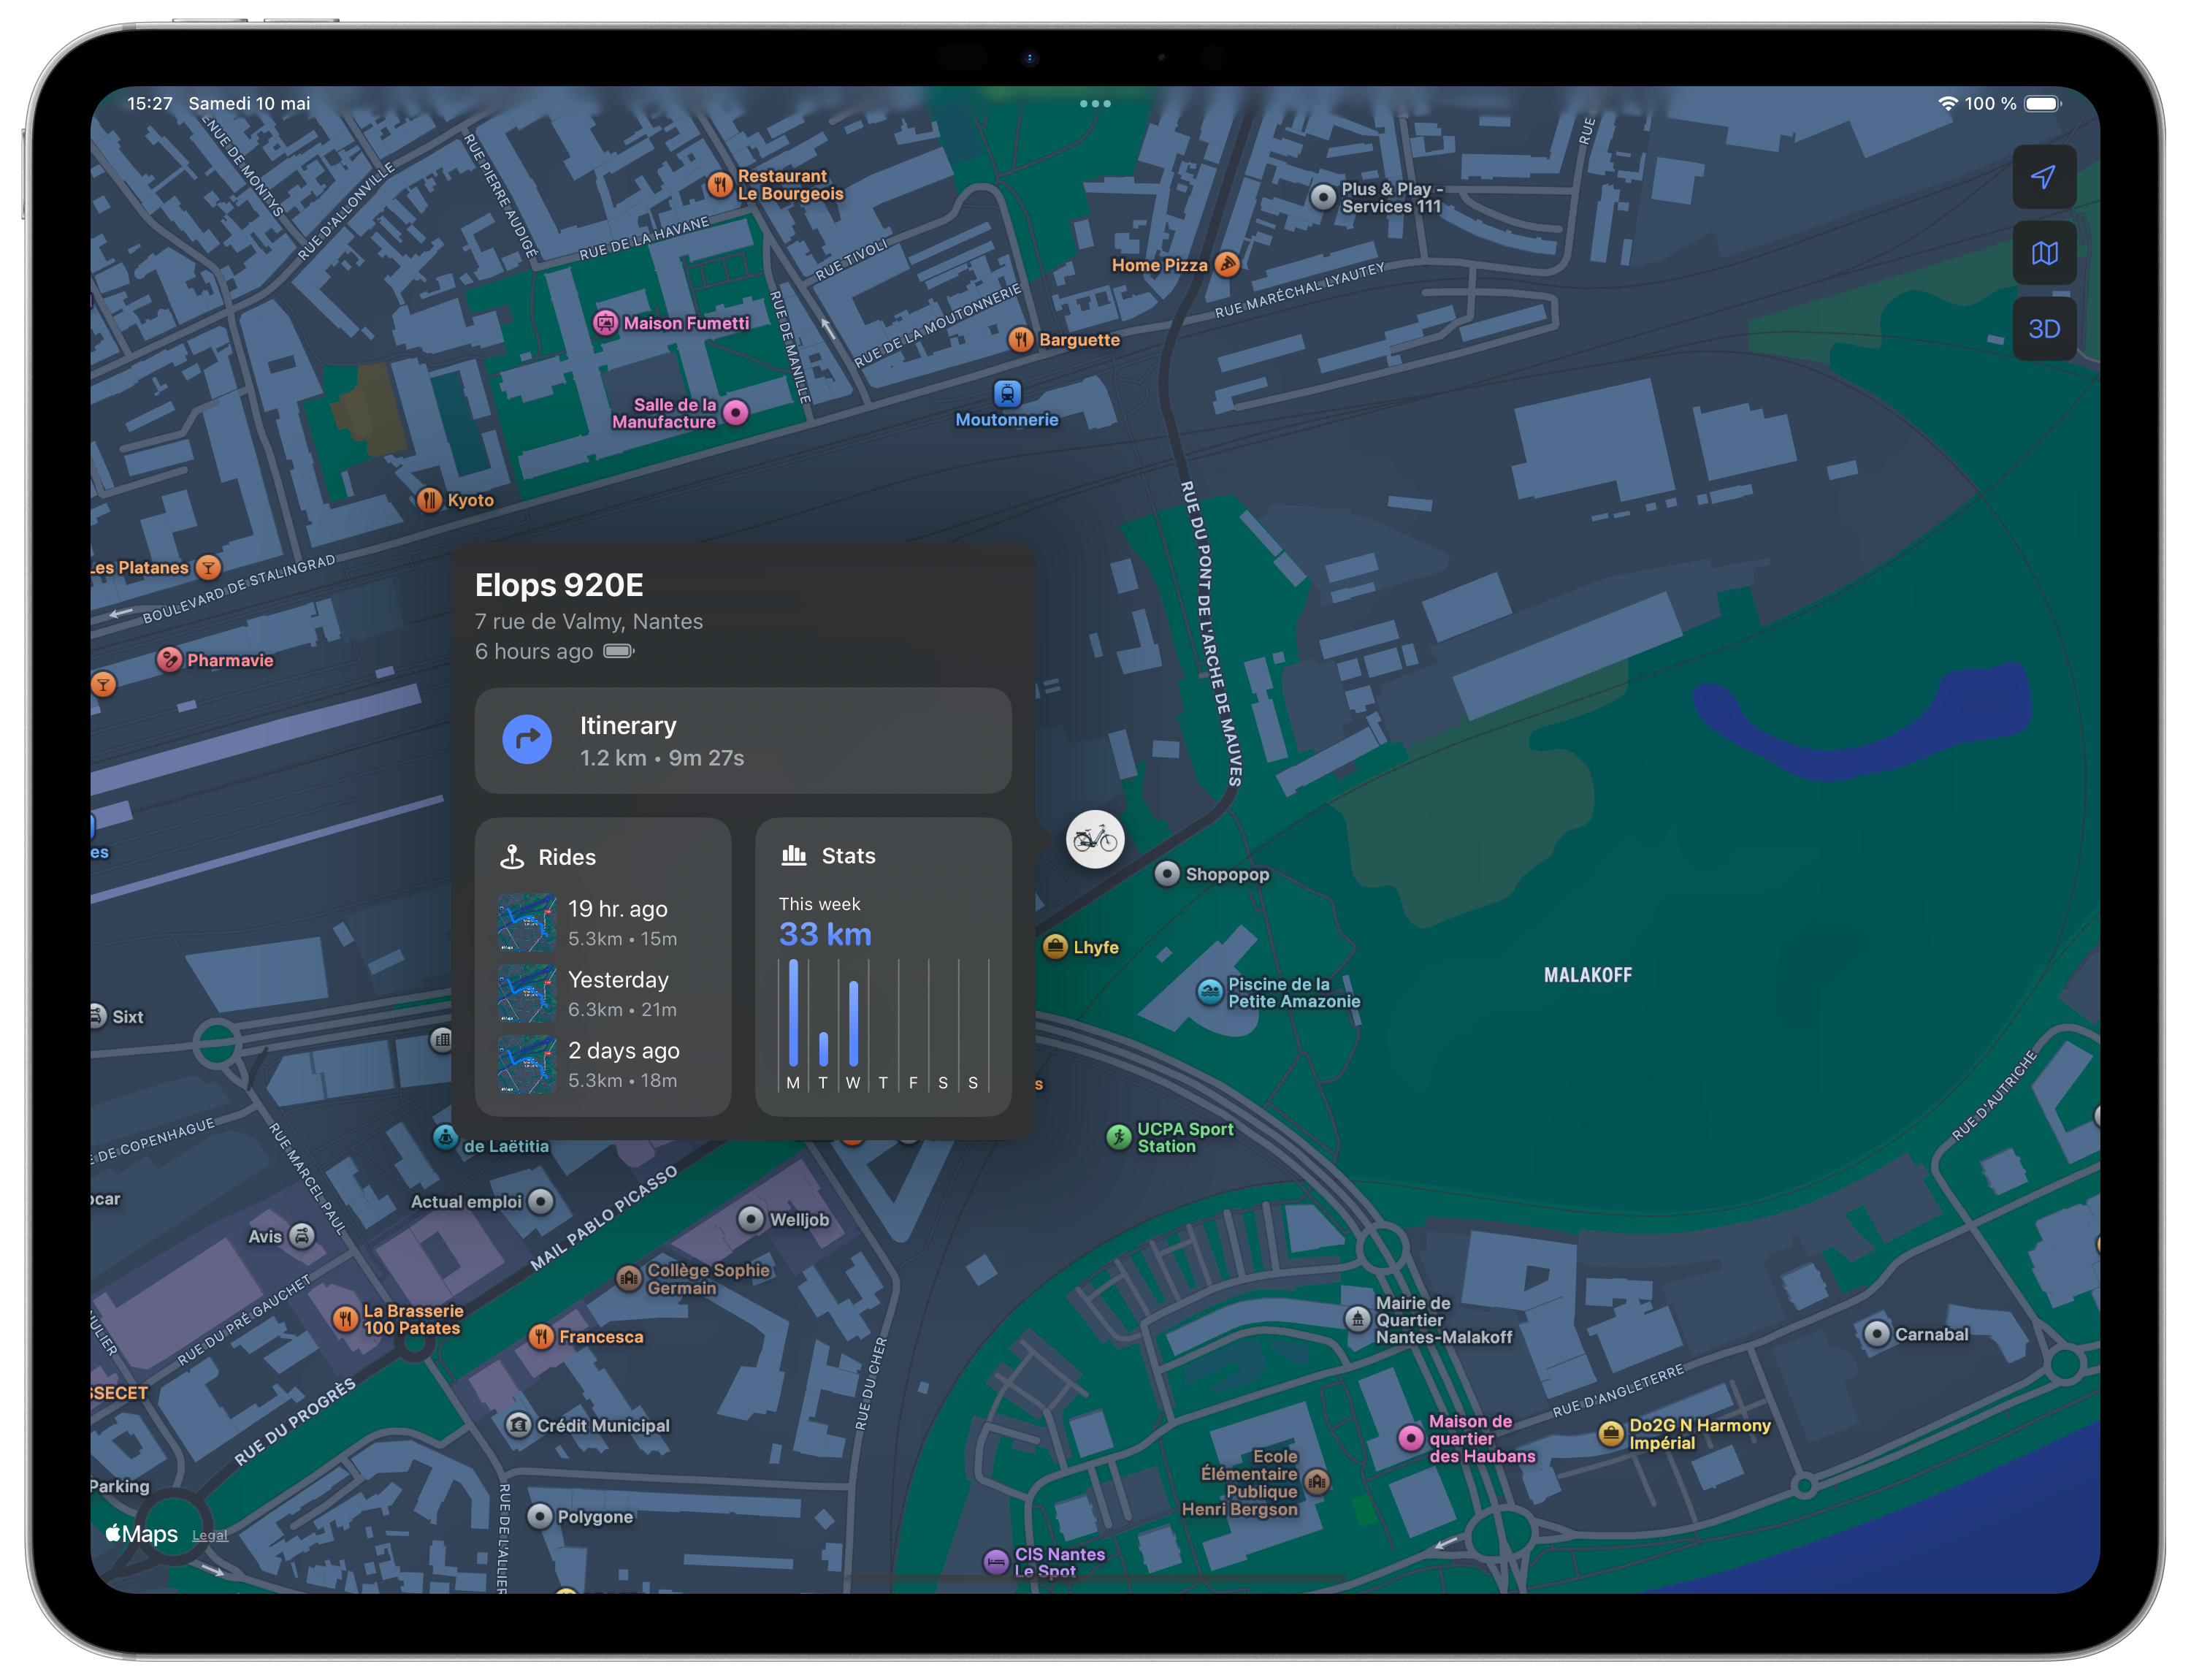 15:27 Samedi 10 mai
100 %
RUE D'ALLONVILLE
RUE PIERRE AUDIGÉ
Restaurant
Le Bourgeois
Plus & Play -
Services 111
RUE
RUE DE LA HAVANE
RUE TIVOLI
Home Pizza
RUE MARÉCHAL LYAUTEY
3D
Maison Fumetti
RUE DE MANILLE
RUE DE LA MOUTONNERIE
Barguette
Salle de la
Manufacture
Moutonnerie
Kyoto
RUE DU PONT DE L'ARCHE DE MAUVES
Les Platanes
BOULEVARD DE STALINGRAD
Pharmavie
Elops 920E
7 rue de Valmy, Nantes
6 hours ago
Itinerary
1.2 km • 9m 27s
Rides
19 hr. ago
5.3km • 15m
Yesterday
6.3km • 21m
2 days ago
5.3km • 18m
Stats
This week
33 km
M T W T F S S
es
Shopopop
Lhyfe
Piscine de la
Petite Amazonie
MALAKOFF
Sixt
s
RUE D'AUTRICHE
UCPA Sport
Station
E DE COPENHAGUE
RUE MARCEL PAUL
de Laëtitia
ocar
Actual emploi
MAIL PABLO PICASSO
Avis
Welljob
Collège Sophie
Germain
RUE DU PRÉ GAUCHET
La Brasserie
100 Patates
Francesca
RUE DU CHER
Mairie de
Quartier
Nantes-Malakoff
Carnabal
SSECET
RUE DU PROGRÈS
Crédit Municipal
RUE D'ANGLETERRE
Maison de
quartier
des Haubans
Do2G N Harmony
Impérial
Ecole
Élémentaire
Publique
Henri Bergson
Parking
RUE DE L'ALLIER
Polygone
Maps Legal
CIS Nantes
Le Spot